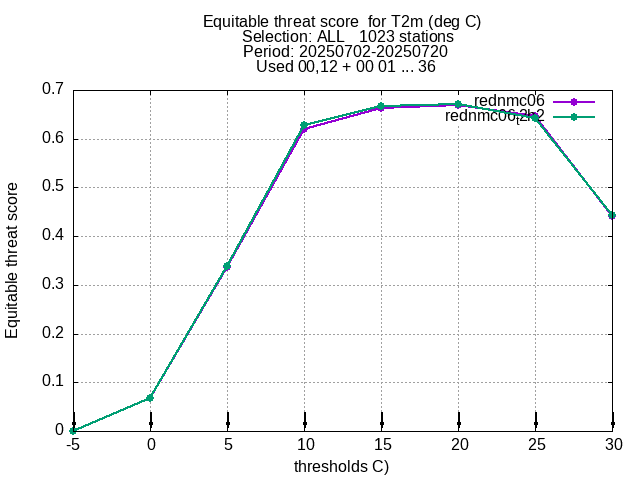 Equitable threat score for T2m (deg C)
Selection: ALL 1023 stations
Period: 20250702-20250720
Used 00,12 + 00 01 ... 36
Equitable threat score
0.7
0.6
0.5
0.4
0.3
0.2
0.1
0
rednmc06
rednmc06t2h2
-5 0 5 10 15 20 25 30
thresholds C)